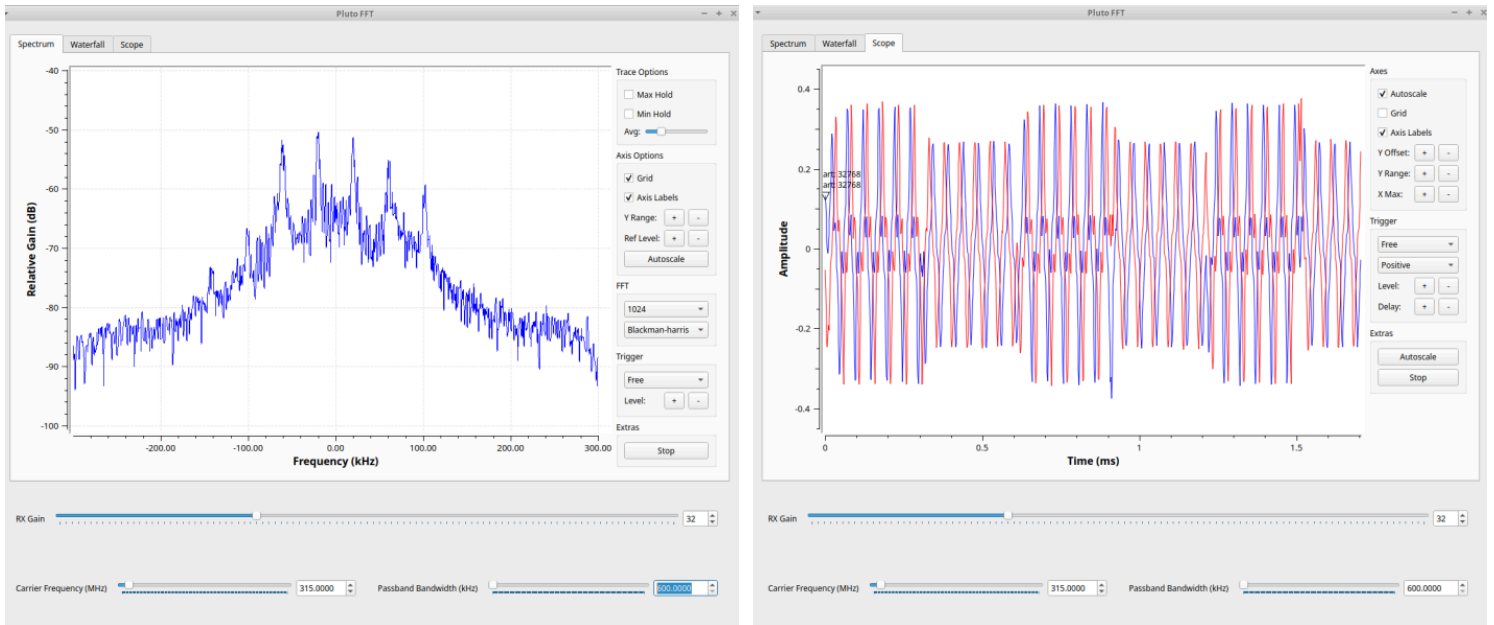 Pluto FFT
Spectrum Waterfall Scope
-40
-50
-60
-70
-80
-90
-100
Relative Gain (dB)
-200.00 -100.00 0.00 100.00 200.00 300.00
Frequency (kHz)
Trace Options
Max Hold
Min Hold
Avg:
Axis Options
Grid
Axis Labels
Y Range: + -
Ref Level: + -
Autoscale
FFT
1024
Blackman-harris
Trigger
Free
Level: + -
Extras
Stop
RX Gain 32
Carrier Frequency (MHz) 315.0000 Passband Bandwidth (kHz) 600.0000
Pluto FFT
Spectrum Waterfall Scope
0.4
0.2
0
-0.2
-0.4
Amplitude
art: 32768
art: 32768
0 0.5 1 1.5
Time (ms)
Axes
Autoscale
Grid
Axis Labels
Y Offset: + -
Y Range: + -
X Max: + -
Trigger
Free
Positive
Level: + -
Delay: + -
Extras
Autoscale
Stop
RX Gain 32
Carrier Frequency (MHz) 315.0000 Passband Bandwidth (kHz) 600.0000